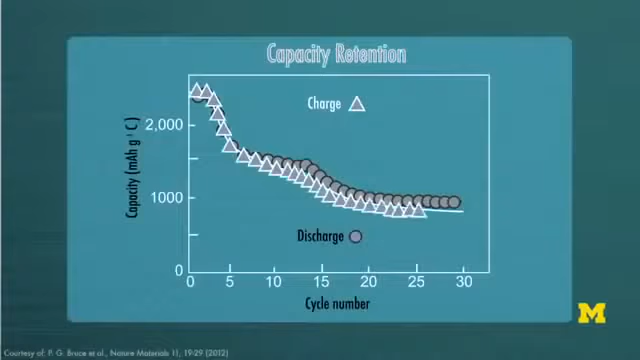 Capacity Retention
Charge
Capacity (mAh g⁻¹ C)
2,000
1000
0
Discharge
0 5 10 15 20 25 30
Cycle number
M
Courtesy of: P. G. Bruce et al., Nature Materials 11, 19-29 (2012)